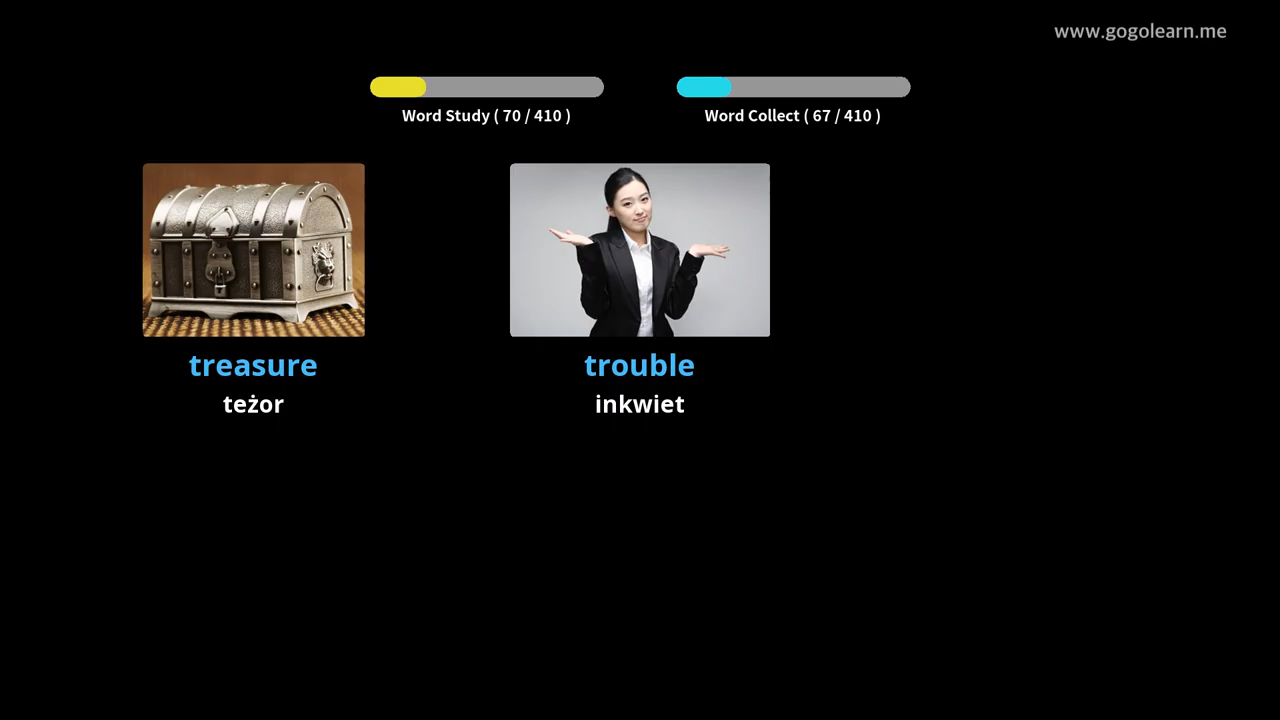 www.gogolearn.me
Word Study ( 70 / 410 )
Word Collect ( 67 / 410 )
treasure
teżor
trouble
inkwiet